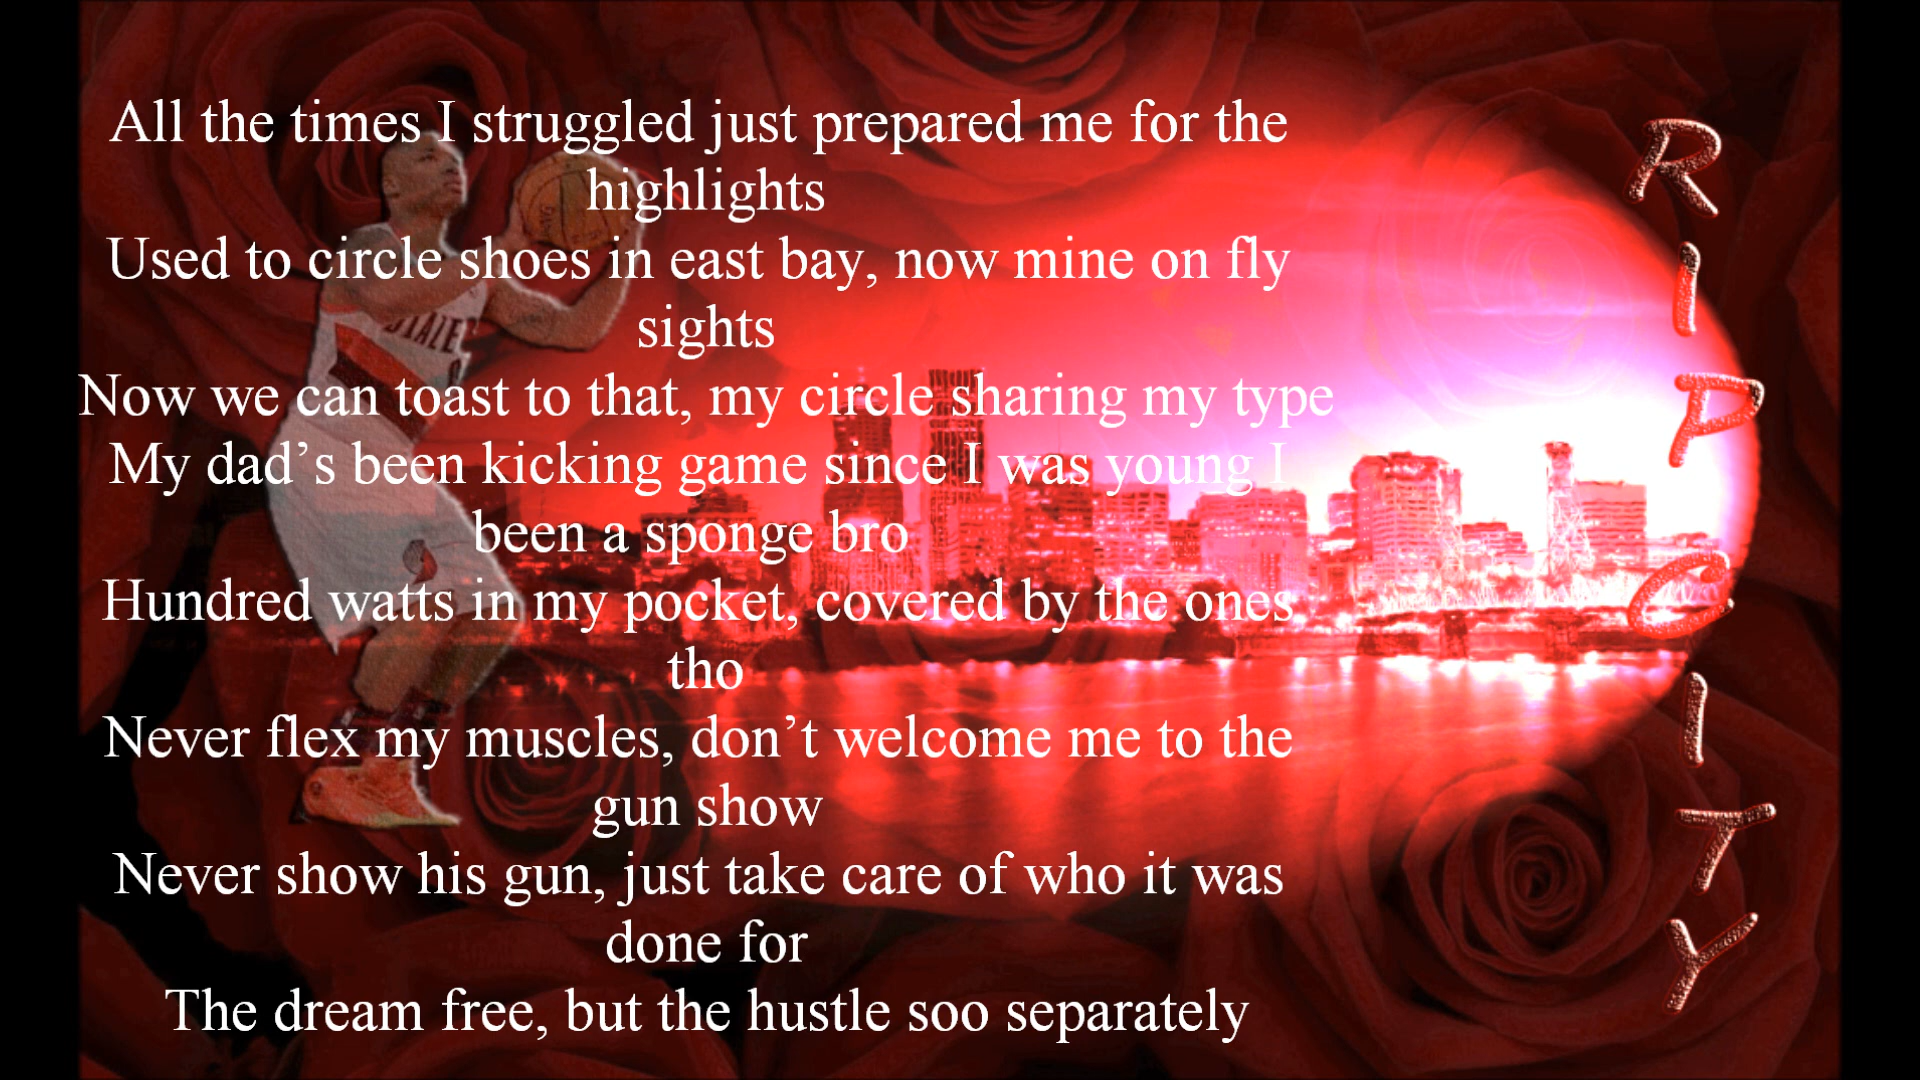 All the times I struggled just prepared me for the
highlights
Used to circle shoes in east bay, now mine on fly
sights
Now we can toast to that, my circle sharing my type
My dad’s been kicking game since I was young I
been a sponge bro
Hundred watts in my pocket, covered by the ones
tho
Never flex my muscles, don’t welcome me to the
gun show
Never show his gun, just take care of who it was
done for
The dream free, but the hustle soo separately
RIP CITY